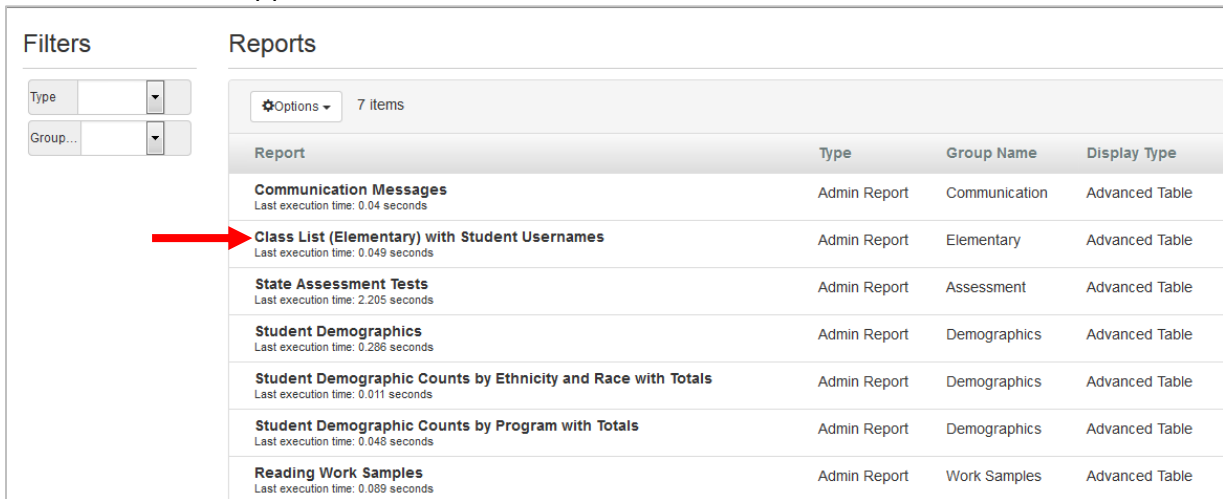 Filters
Reports
Type
Group...
Options 7 items
Report Type Group Name Display Type
Communication Messages Admin Report Communication Advanced Table
Last execution time: 0.04 seconds
Class List (Elementary) with Student Usernames Admin Report Elementary Advanced Table
Last execution time: 0.049 seconds
State Assessment Tests Admin Report Assessment Advanced Table
Last execution time: 2.205 seconds
Student Demographics Admin Report Demographics Advanced Table
Last execution time: 0.286 seconds
Student Demographic Counts by Ethnicity and Race with Totals Admin Report Demographics Advanced Table
Last execution time: 0.011 seconds
Student Demographic Counts by Program with Totals Admin Report Demographics Advanced Table
Last execution time: 0.048 seconds
Reading Work Samples Admin Report Work Samples Advanced Table
Last execution time: 0.089 seconds